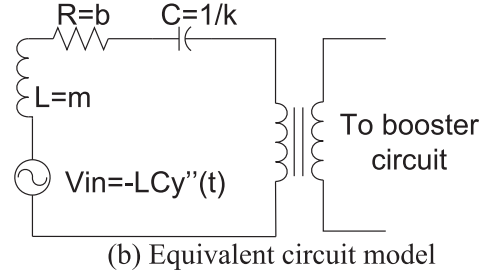 R=b
C=1/k
L=m
To booster
circuit
Vin=-LCy''(t)
(b) Equivalent circuit model